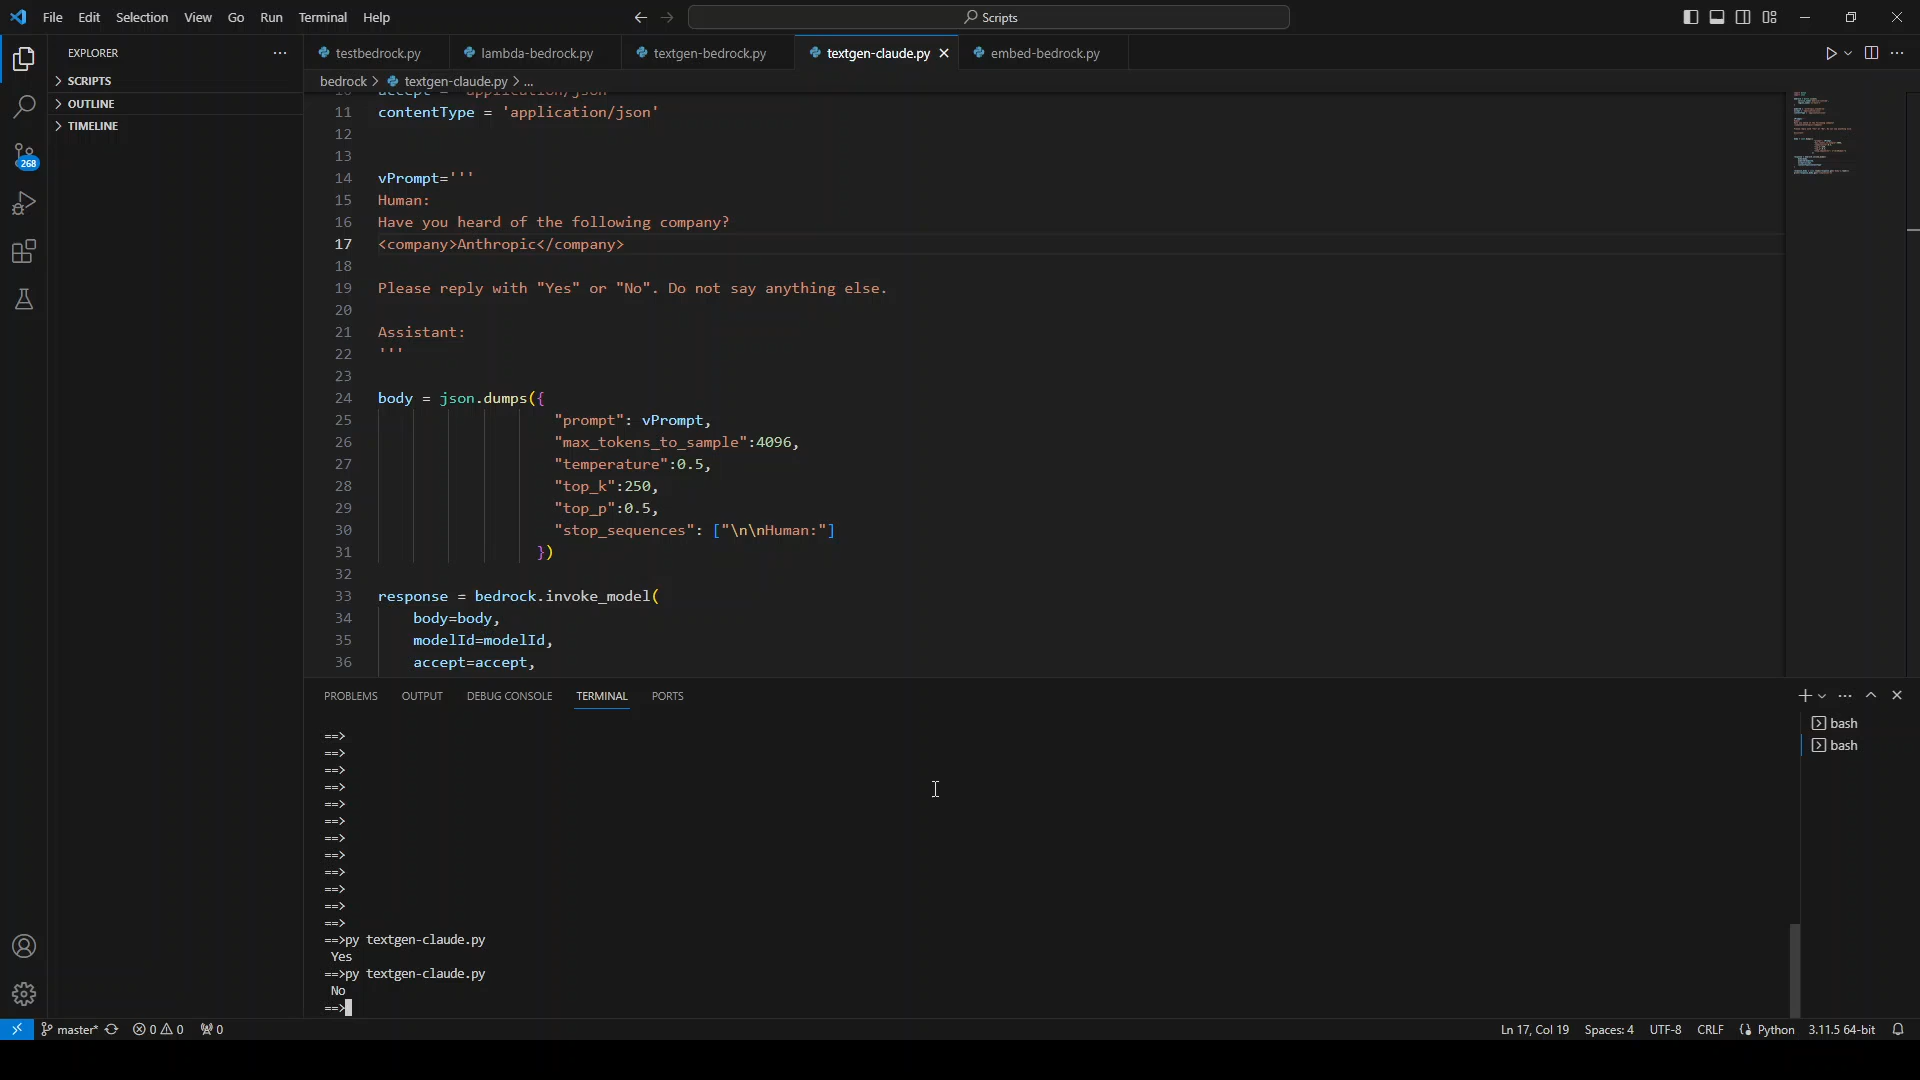 File Edit Selection View Go Run Terminal Help
Scripts
EXPLORER
SCRIPTS
OUTLINE
TIMELINE
268
testbedrock.py lambda-bedrock.py textgen-bedrock.py textgen-claude.py embed-bedrock.py
bedrock > textgen-claude.py > ...
10 accept = 'application/json'
11 contentType = 'application/json'
12
13
14 vPrompt='''
15 Human:
16 Have you heard of the following company?
17 <company>Anthropic</company>
18
19 Please reply with "Yes" or "No". Do not say anything else.
20
21 Assistant:
22 '''
23
24 body = json.dumps({
25 "prompt": vPrompt,
26 "max_tokens_to_sample":4096,
27 "temperature":0.5,
28 "top_k":250,
29 "top_p":0.5,
30 "stop_sequences": ["\n\nHuman:"]
31 })
32
33 response = bedrock.invoke_model(
34 body=body,
35 modelId=modelId,
36 accept=accept,
PROBLEMS OUTPUT DEBUG CONSOLE TERMINAL PORTS
bash
bash
==>
==>
==>
==>
==>
==>
==>
==>
==>
==>
==>
==>
==>py textgen-claude.py
Yes
==>py textgen-claude.py
No
==>
master* 0 0 0 Ln 17, Col 19 Spaces: 4 UTF-8 CRLF Python 3.11.5 64-bit